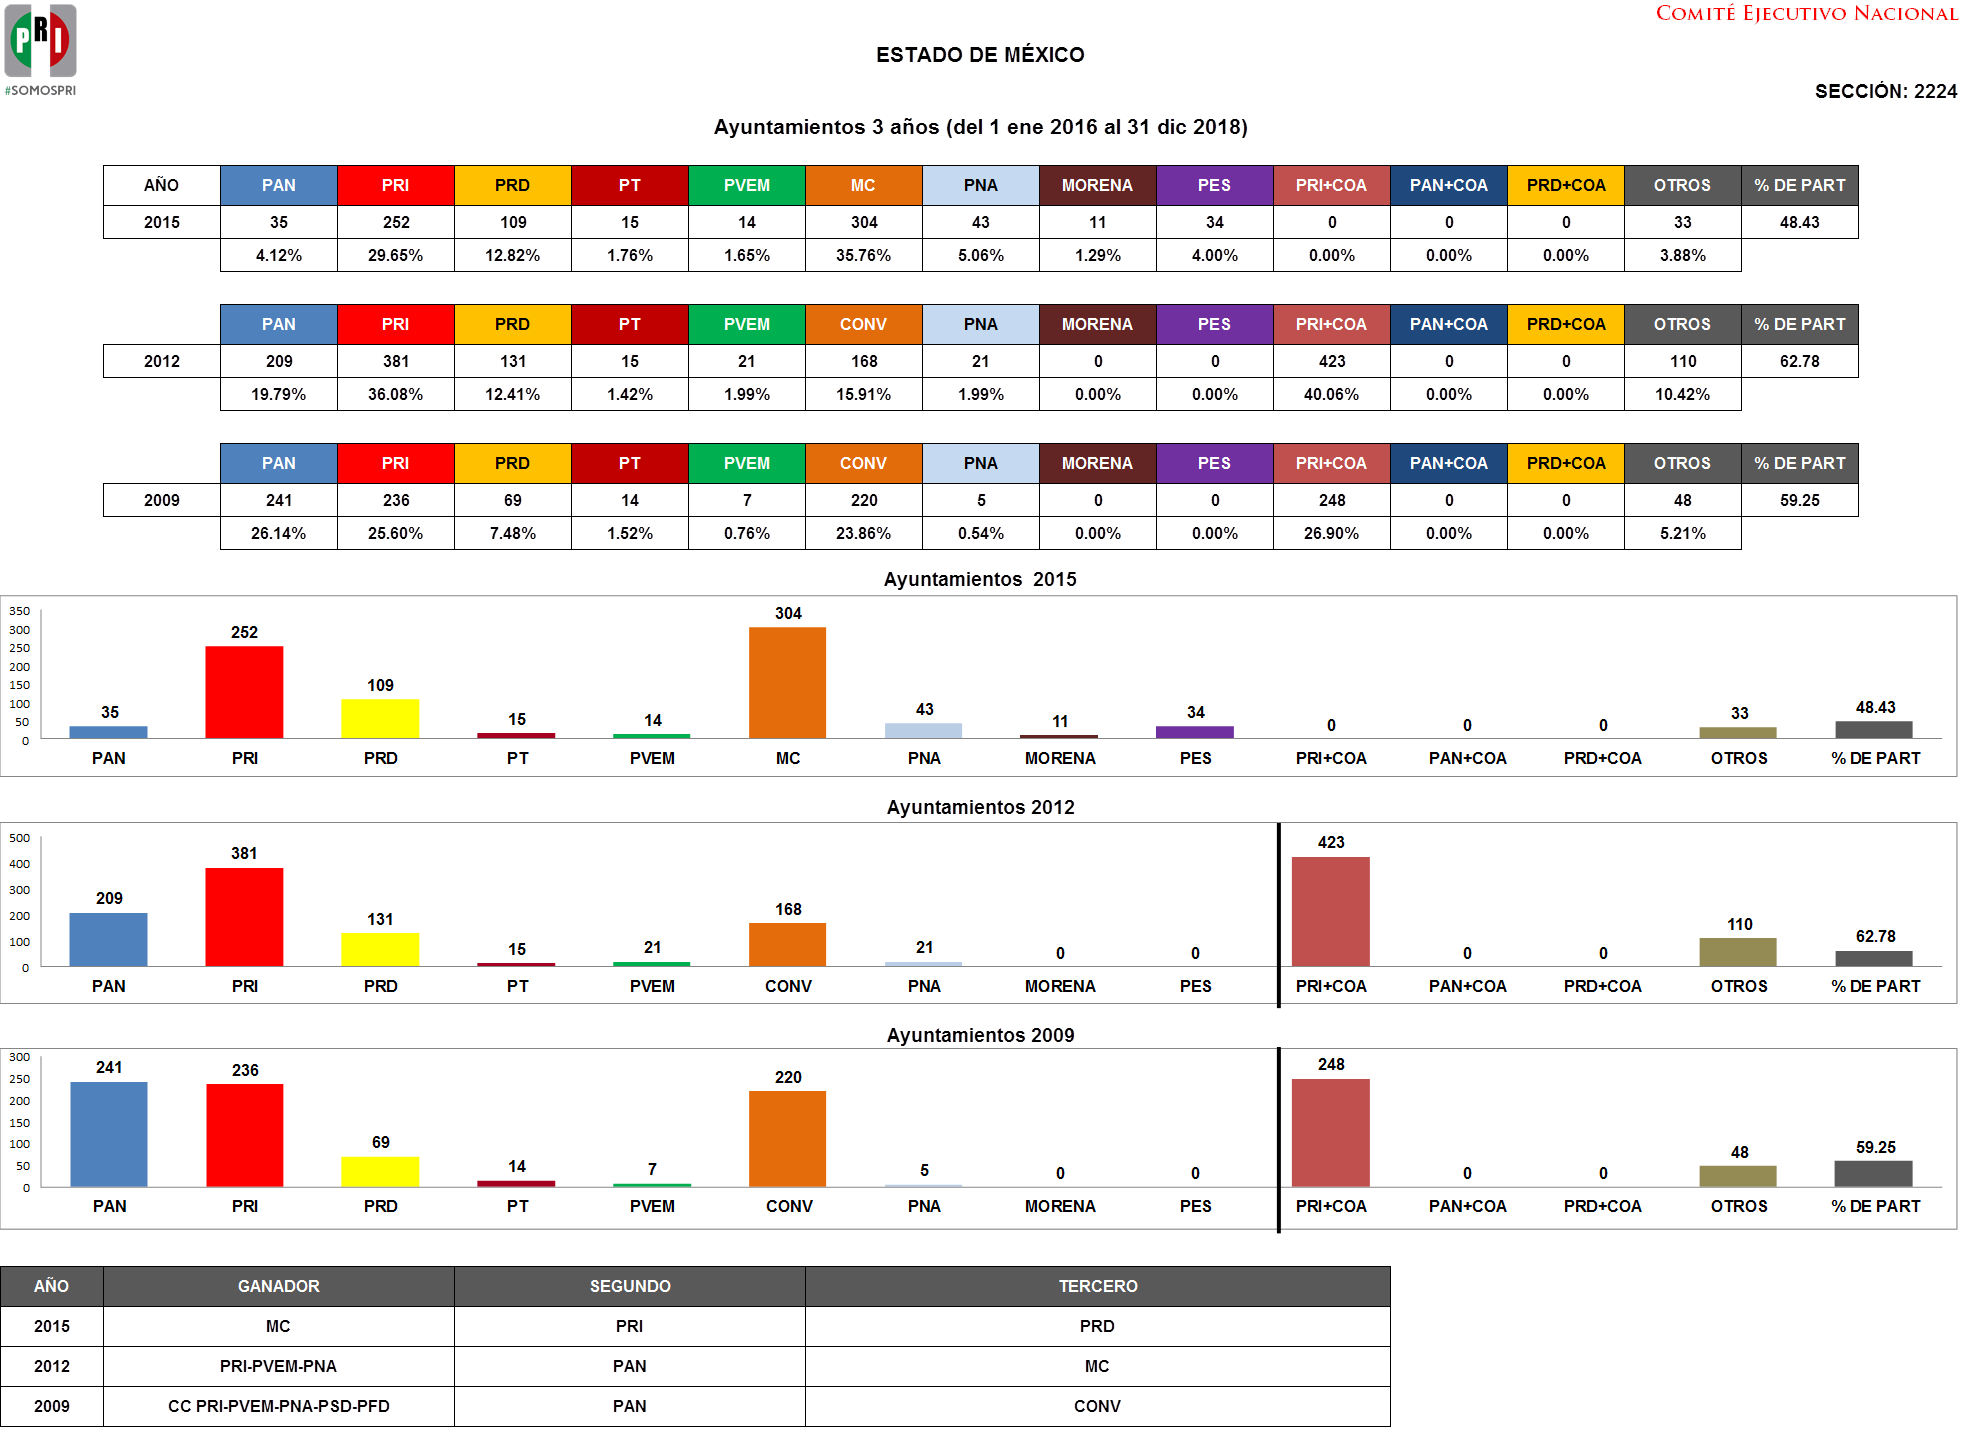 PRI
#SOMOSPRI
COMITÉ EJECUTIVO NACIONAL
ESTADO DE MÉXICO
SECCIÓN: 2224
Ayuntamientos 3 años (del 1 ene 2016 al 31 dic 2018)
AÑO PAN PRI PRD PT PVEM MC PNA MORENA PES PRI+COA PAN+COA PRD+COA OTROS % DE PART
2015 35 252 109 15 14 304 43 11 34 0 0 0 33 48.43
4.12% 29.65% 12.82% 1.76% 1.65% 35.76% 5.06% 1.29% 4.00% 0.00% 0.00% 0.00% 3.88%
PAN PRI PRD PT PVEM CONV PNA MORENA PES PRI+COA PAN+COA PRD+COA OTROS % DE PART
2012 209 381 131 15 21 168 21 0 0 423 0 0 110 62.78
19.79% 36.08% 12.41% 1.42% 1.99% 15.91% 1.99% 0.00% 0.00% 40.06% 0.00% 0.00% 10.42%
PAN PRI PRD PT PVEM CONV PNA MORENA PES PRI+COA PAN+COA PRD+COA OTROS % DE PART
2009 241 236 69 14 7 220 5 0 0 248 0 0 48 59.25
26.14% 25.60% 7.48% 1.52% 0.76% 23.86% 0.54% 0.00% 0.00% 26.90% 0.00% 0.00% 5.21%
Ayuntamientos 2015
350
300
250
200
150
100
50
0
35 252 109 15 14 304 43 11 34 0 0 0 33 48.43
PAN PRI PRD PT PVEM MC PNA MORENA PES PRI+COA PAN+COA PRD+COA OTROS % DE PART
Ayuntamientos 2012
500
400
300
200
100
0
209 381 131 15 21 168 21 0 0 423 0 0 110 62.78
PAN PRI PRD PT PVEM CONV PNA MORENA PES PRI+COA PAN+COA PRD+COA OTROS % DE PART
Ayuntamientos 2009
300
250
200
150
100
50
0
241 236 69 14 7 220 5 0 0 248 0 0 48 59.25
PAN PRI PRD PT PVEM CONV PNA MORENA PES PRI+COA PAN+COA PRD+COA OTROS % DE PART
AÑO GANADOR SEGUNDO TERCERO
2015 MC PRI PRD
2012 PRI-PVEM-PNA PAN MC
2009 CC PRI-PVEM-PNA-PSD-PFD PAN CONV